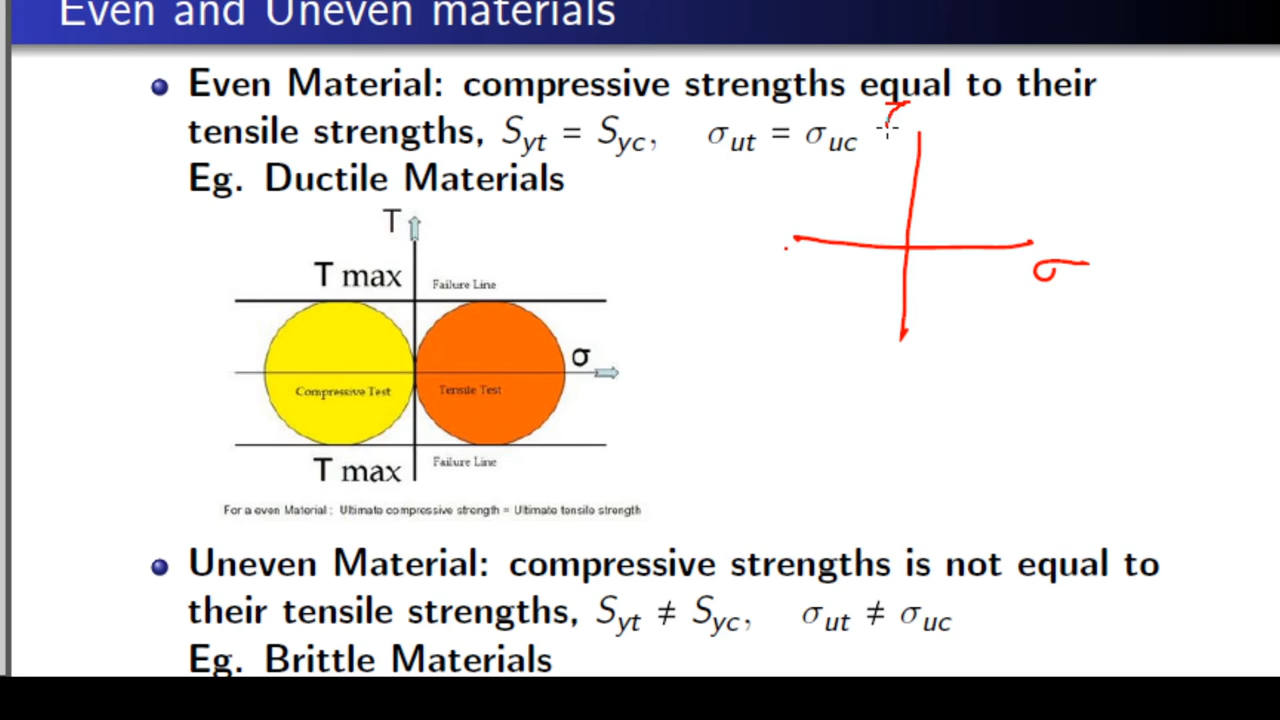 Even and Uneven materials
Even Material: compressive strengths equal to their
tensile strengths, Syt = Syc, σut = σuc
Eg. Ductile Materials
τ
σ
T
T max
Failure Line
σ
Compressive Test
Tensile Test
T max
Failure Line
For a even Material : Ultimate compressive strength = Ultimate tensile strength
Uneven Material: compressive strengths is not equal to
their tensile strengths, Syt ≠ Syc, σut ≠ σuc
Eg. Brittle Materials